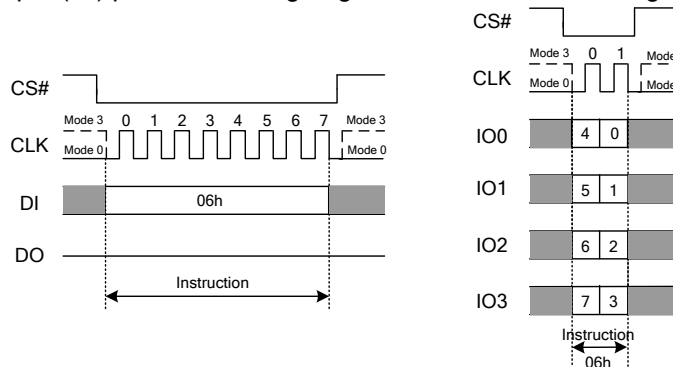 CS#
Mode 3 0 1 2 3 4 5 6 7 Mode 3
CLK Mode 0 Mode 0
DI 06h
DO
Instruction
CS#
Mode 3 0 1 Mode
CLK Mode 0 Mode
IO0 4 0
IO1 5 1
IO2 6 2
IO3 7 3
Instruction
06h